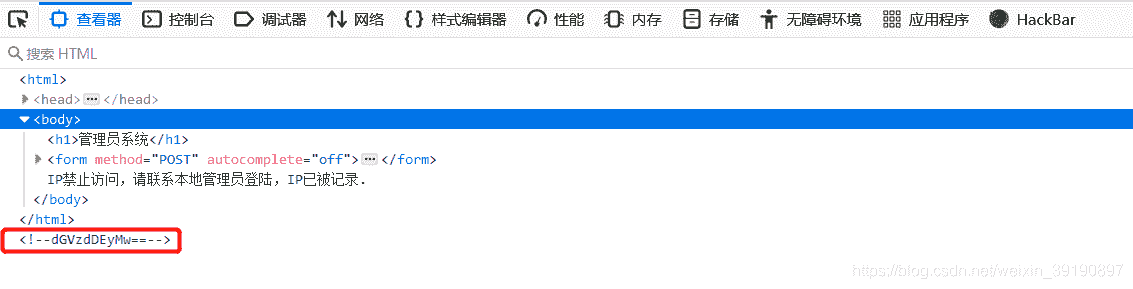 查看器 控制台 调试器 网络 样式编辑器 性能 内存 存储 无障碍环境 应用程序 HackBar
搜索 HTML
<html>
<head>···</head>
<body>
<h1>管理员系统</h1>
<form method="POST" autocomplete="off">···</form>
IP禁止访问，请联系本地管理员登陆，IP已被记录.
</body>
</html>
<!--dGVzdDEyMw==-->
https://blog.csdn.net/weixin_39190897